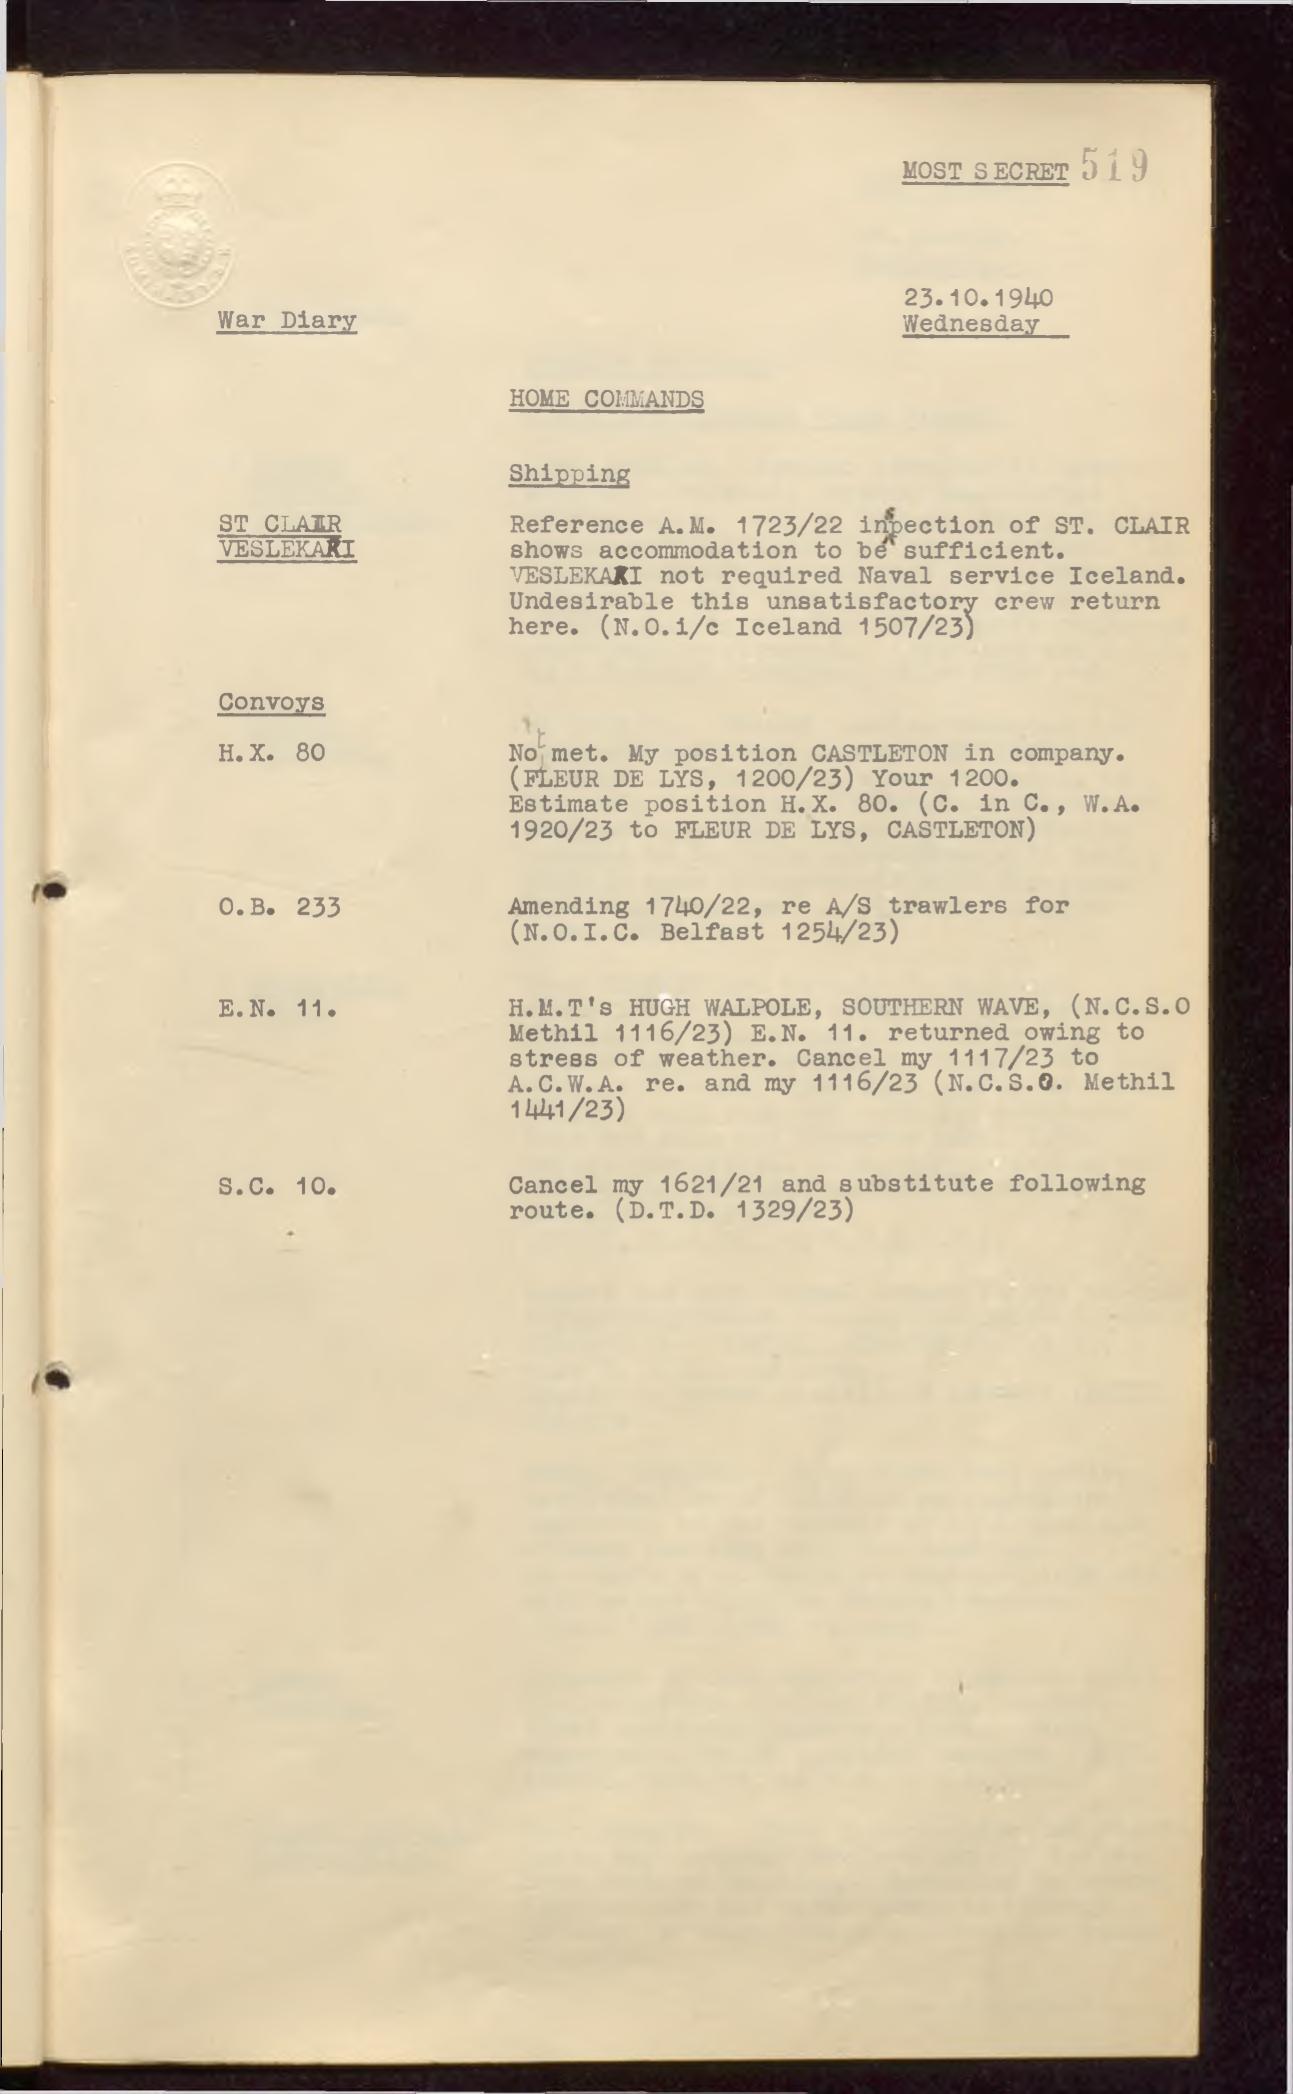 MOST SECRET 519
23.10.1940
War Diary
Wednesday
HOME COMMANDS
Shipping
ST CLAIR
VESLEKARI
Reference A.M. 1723/22 inspection of ST. CLAIR
shows accommodation to be sufficient.
VESLEKARI not required Naval service Iceland.
Undesirable this unsatisfactory crew return
here. (N.O.i/c Iceland 1507/23)
Convoys
H.X. 80
Not met. My position CASTLETON in company.
(FLEUR DE LYS, 1200/23) Your 1200.
Estimate position H.X. 80. (C. in C., W.A.
1920/23 to FLEUR DE LYS, CASTLETON)
O.B. 233
Amending 1740/22, re A/S trawlers for
(N.O.I.C. Belfast 1254/23)
E.N. 11.
H.M.T's HUGH WALPOLE, SOUTHERN WAVE, (N.C.S.O
Methil 1116/23) E.N. 11. returned owing to
stress of weather. Cancel my 1117/23 to
A.C.W.A. re. and my 1116/23 (N.C.S.O. Methil
1441/23)
S.C. 10.
Cancel my 1621/21 and substitute following
route. (D.T.D. 1329/23)